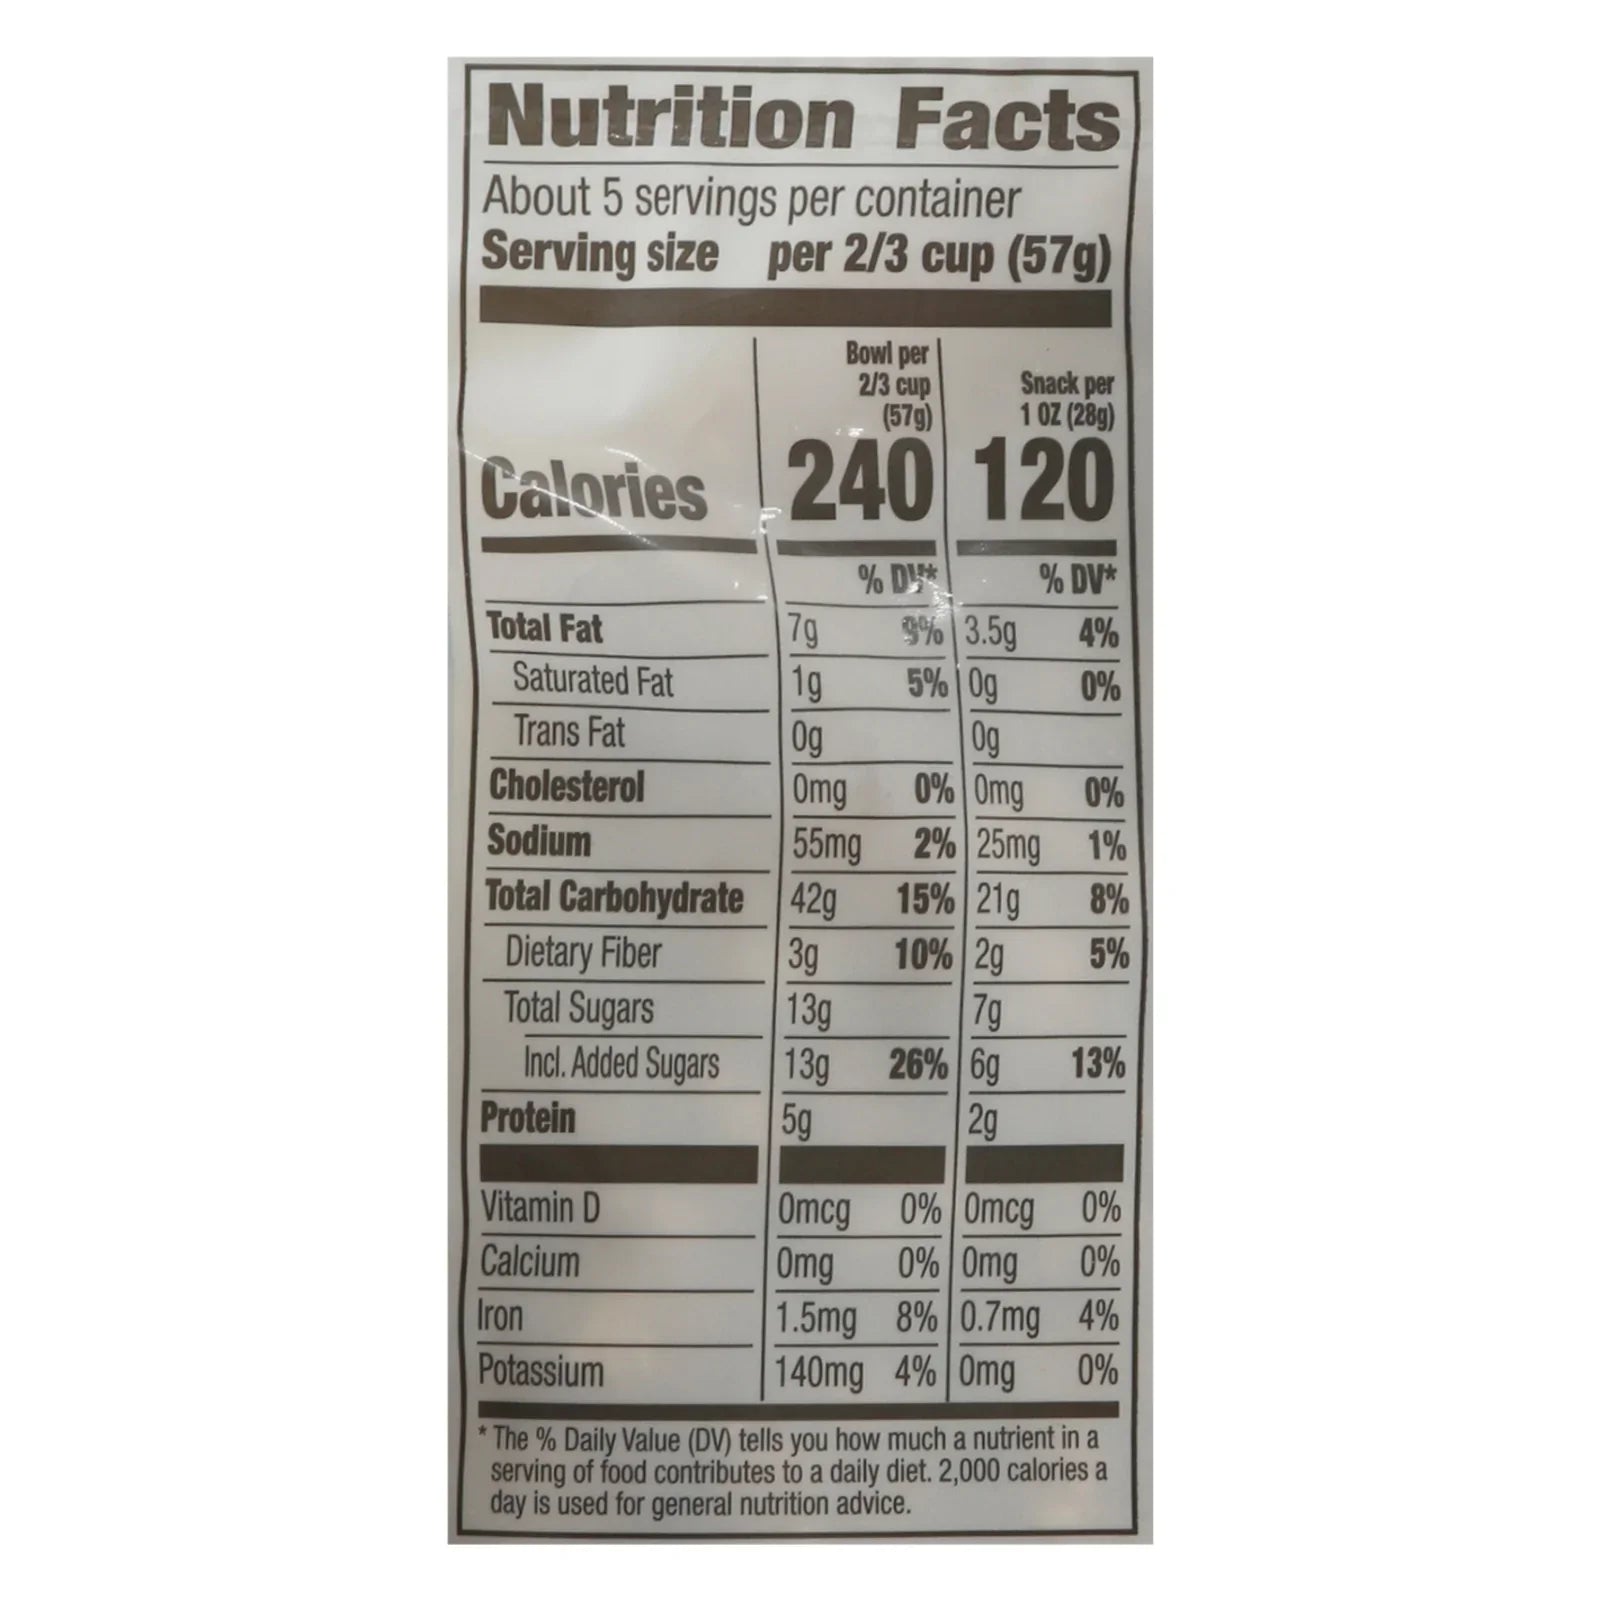 Nutrition Facts
About 5 servings per container
Serving size per 2/3 cup (57g)
Bowl per
2/3 cup
(57g)
Snack per
1 OZ (28g)
Calories 240 120
% DV* % DV*
Total Fat 7g 9% 3.5g 4%
Saturated Fat 1g 5% 0g 0%
Trans Fat 0g 0g
Cholesterol 0mg 0% 0mg 0%
Sodium 55mg 2% 25mg 1%
Total Carbohydrate 42g 15% 21g 8%
Dietary Fiber 3g 10% 2g 5%
Total Sugars 13g 7g
Incl. Added Sugars 13g 26% 6g 13%
Protein 5g 2g
Vitamin D 0mcg 0% 0mcg 0%
Calcium 0mg 0% 0mg 0%
Iron 1.5mg 8% 0.7mg 4%
Potassium 140mg 4% 0mg 0%
* The % Daily Value (DV) tells you how much a nutrient in a
serving of food contributes to a daily diet. 2,000 calories a
day is used for general nutrition advice.